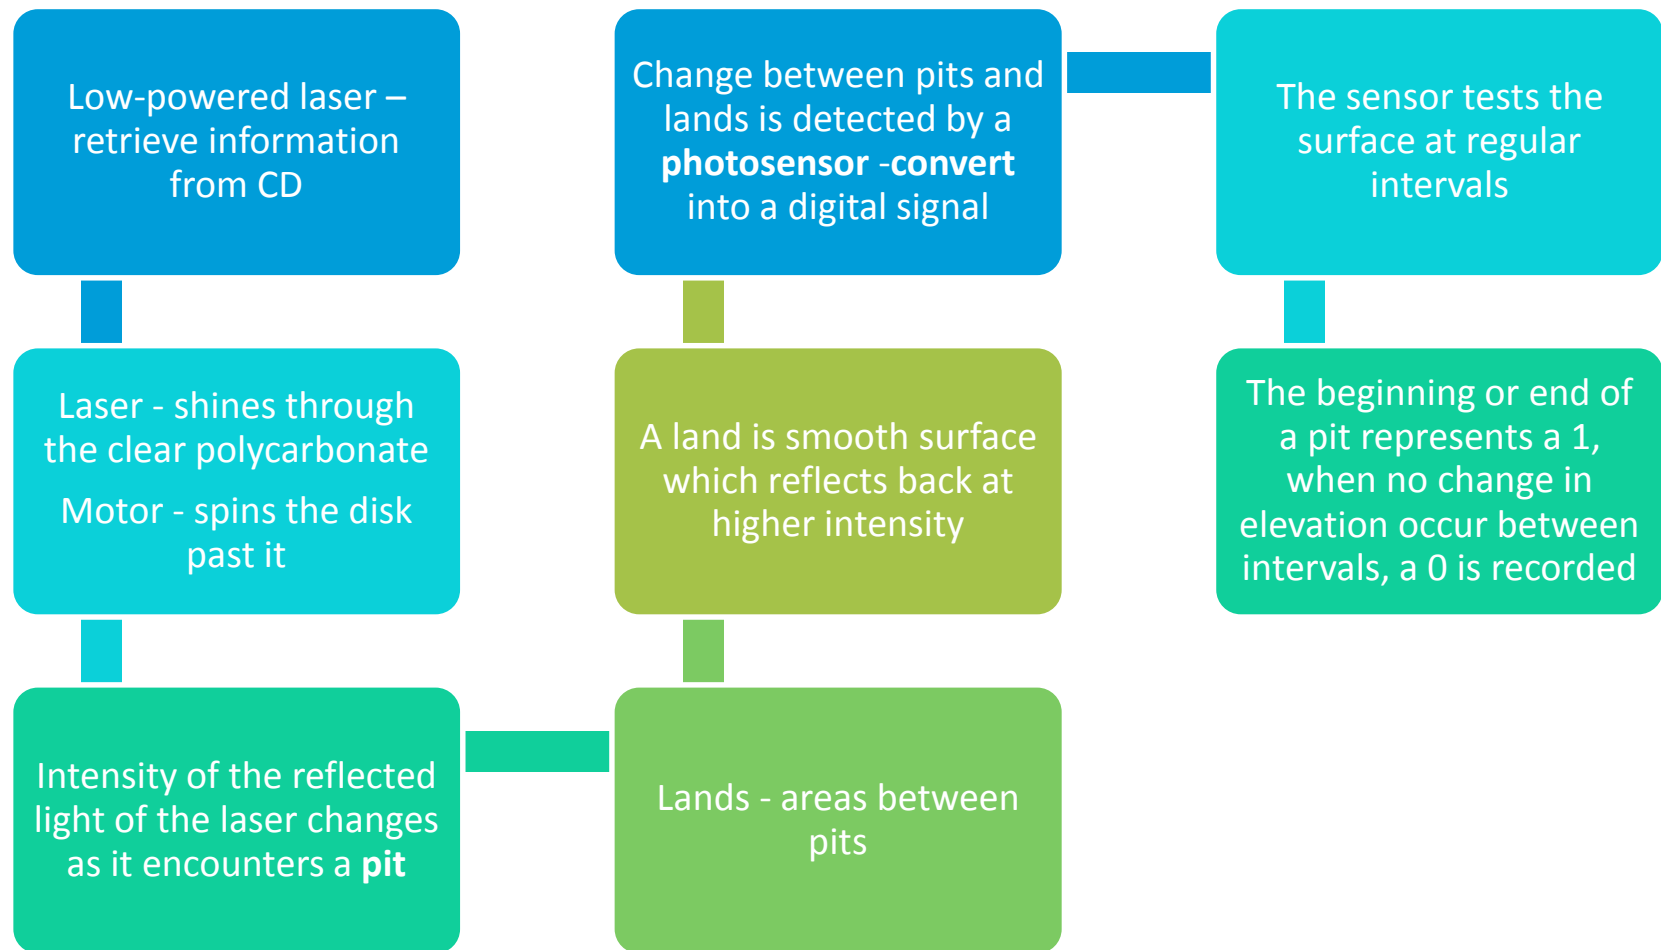 Low-powered laser –
retrieve information
from CD
Laser - shines through
the clear polycarbonate
Motor - spins the disk
past it
Intensity of the reflected
light of the laser changes
as it encounters a pit
Lands - areas between
pits
A land is smooth surface
which reflects back at
higher intensity
Change between pits and
lands is detected by a
photosensor -convert
into a digital signal
The sensor tests the
surface at regular
intervals
The beginning or end of
a pit represents a 1,
when no change in
elevation occur between
intervals, a 0 is recorded